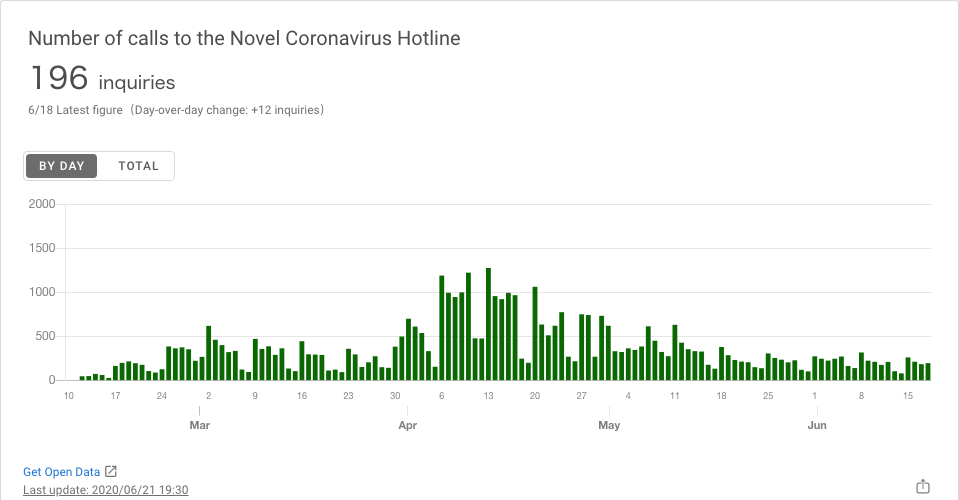 Number of calls to the Novel Coronavirus Hotline
196 inquiries
6/18 Latest figure（Day-over-day change: +12 inquiries）
BY DAY TOTAL
2000
1500
1000
500
0
10 17 24 2 9 16 23 30 6 13 20 27 4 11 18 25 1 8 15
Mar Apr May Jun
Get Open Data
Last update: 2020/06/21 19:30